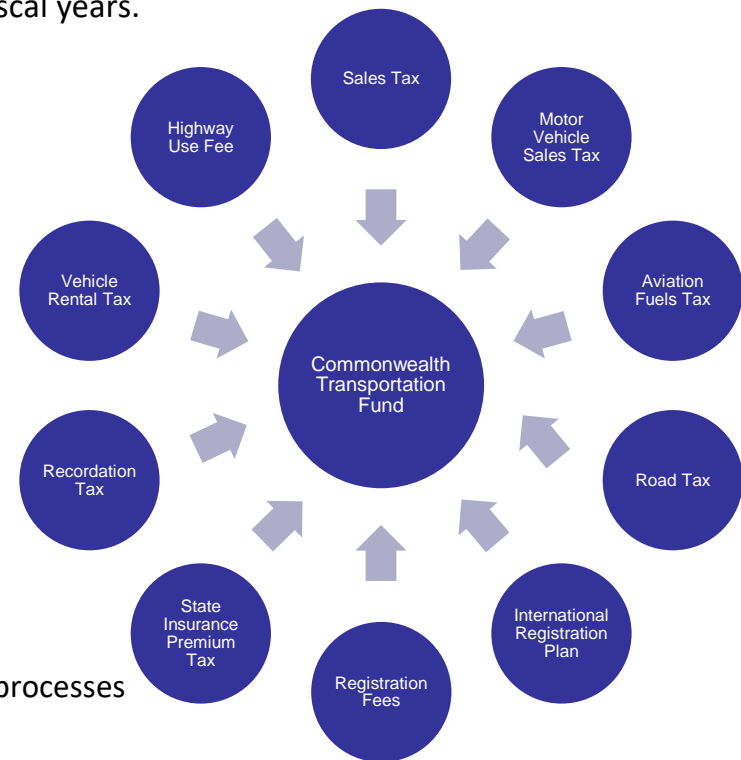 scal years.
Sales Tax
Highway
Use Fee
Motor
Vehicle
Sales Tax
Vehicle
Rental Tax
Aviation
Fuels Tax
Commonwealth
Transportation
Fund
Recordation
Tax
Road Tax
State
Insurance
Premium
Tax
International
Registration
Plan
Registration
Fees
processes